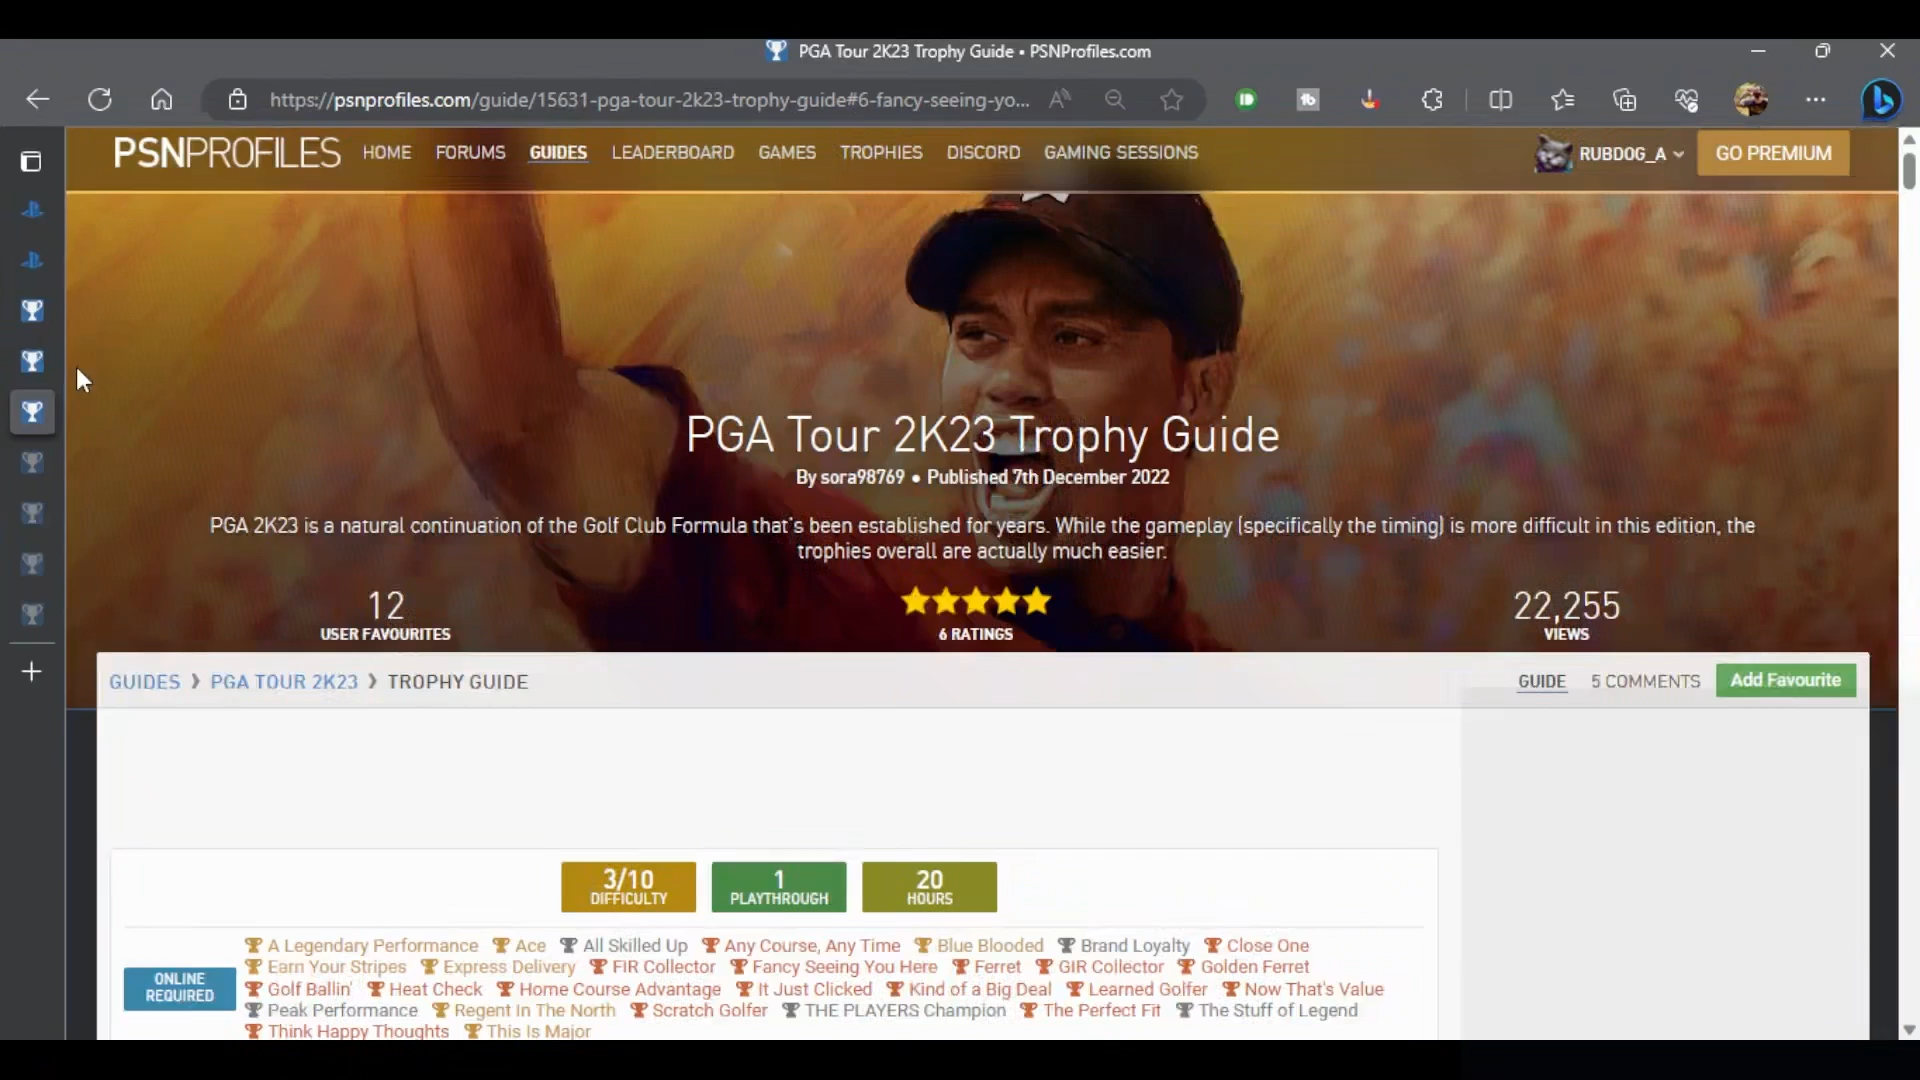 PGA Tour 2K23 Trophy Guide • PSNProfiles.com
https://psnprofiles.com/guide/15631-pga-tour-2k23-trophy-guide#6-fancy-seeing-yo...
PSNPROFILES HOME FORUMS GUIDES LEADERBOARD GAMES TROPHIES DISCORD GAMING SESSIONS RUBDOG_A GO PREMIUM
PGA Tour 2K23 Trophy Guide
By sora98769 • Published 7th December 2022
PGA 2K23 is a natural continuation of the Golf Club Formula that's been established for years. While the gameplay (specifically the timing) is more difficult in this edition, the
trophies overall are actually much easier.
12
USER FAVOURITES
6 RATINGS
22,255
VIEWS
GUIDES > PGA TOUR 2K23 > TROPHY GUIDE GUIDE 5 COMMENTS Add Favourite
3/10
DIFFICULTY
1
PLAYTHROUGH
20
HOURS
ONLINE
REQUIRED
A Legendary Performance Ace All Skilled Up Any Course, Any Time Blue Blooded Brand Loyalty Close One
Earn Your Stripes Express Delivery FIR Collector Fancy Seeing You Here Ferret GIR Collector Golden Ferret
Golf Ballin' Heat Check Home Course Advantage It Just Clicked Kind of a Big Deal Learned Golfer Now That's Value
Peak Performance Regent In The North Scratch Golfer THE PLAYERS Champion The Perfect Fit The Stuff of Legend
Think Happy Thoughts This Is Major